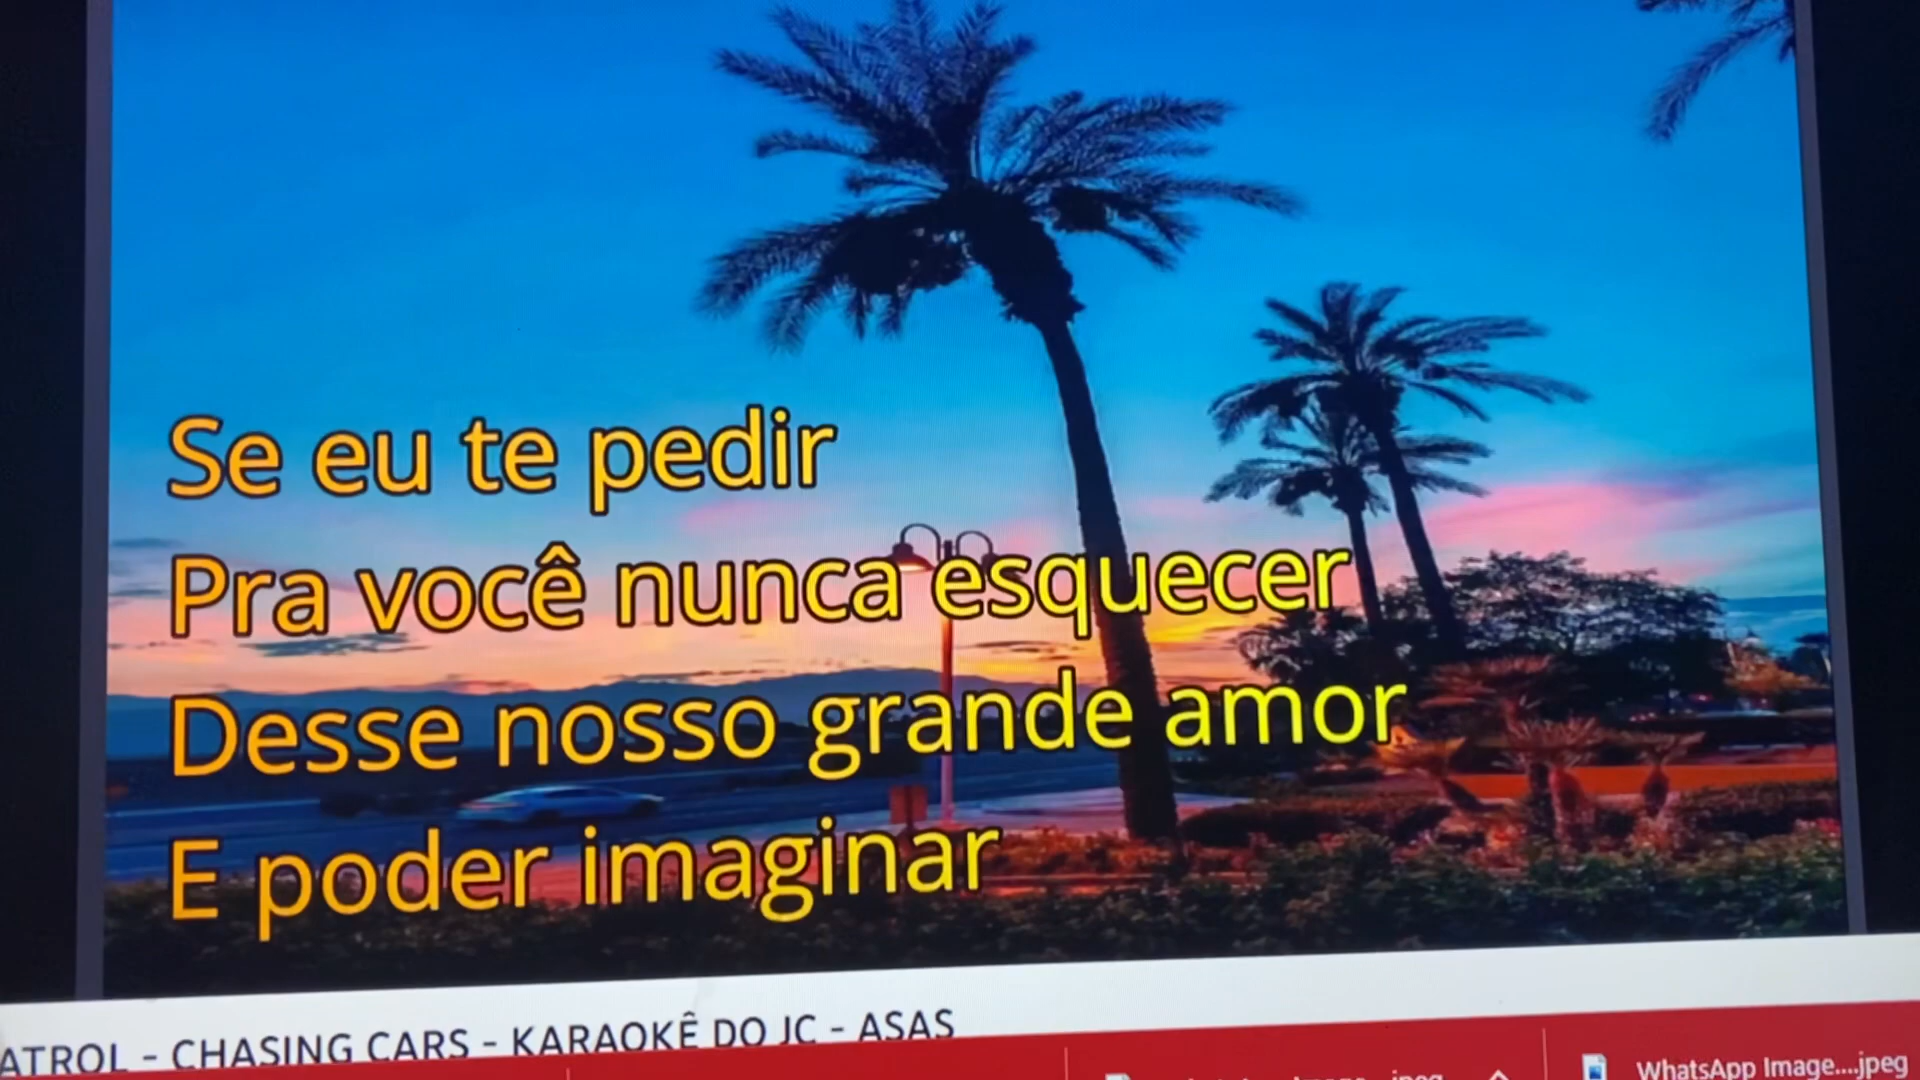 Se eu te pedir
Pra você nunca esquecer
Desse nosso grande amor
E poder imaginar
ATROL - CHASING CARS - KARAOKÊ DO JC - ASAS
WhatsApp Image....jpeg